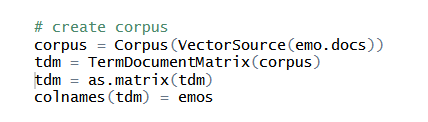 # create corpus
corpus = Corpus(VectorSource(emo.docs))
tdm = TermDocumentMatrix(corpus)
tdm = as.matrix(tdm)
colnames(tdm) = emos